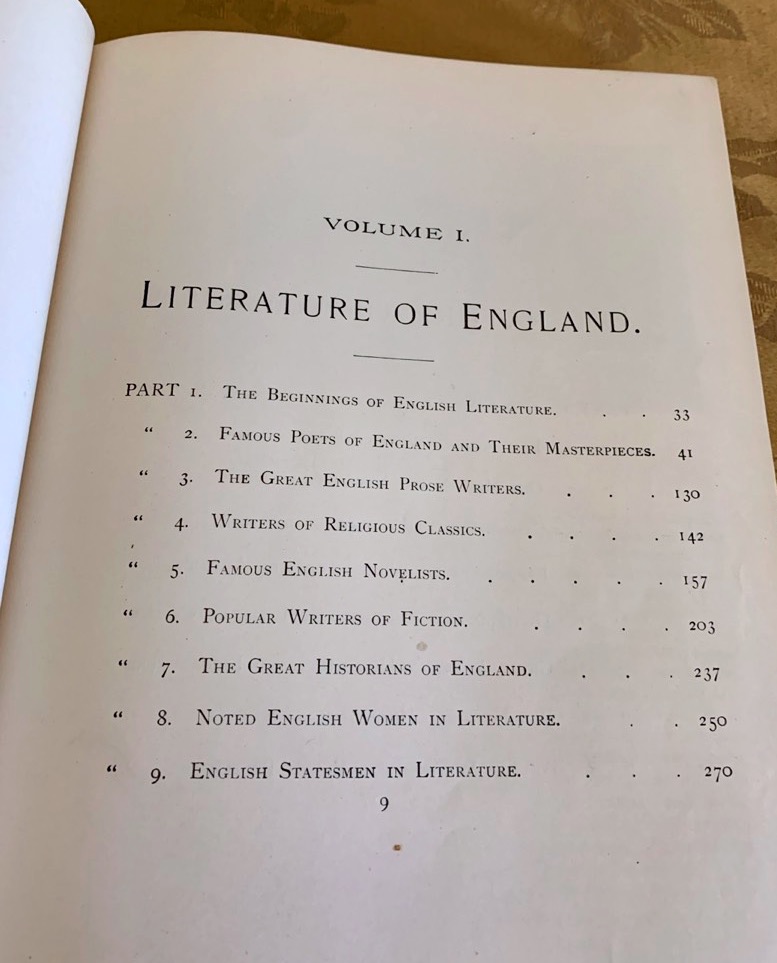 VOLUME I.
LITERATURE OF ENGLAND.
PART 1. THE BEGINNINGS OF ENGLISH LITERATURE. . . 33
“ 2. FAMOUS POETS OF ENGLAND AND THEIR MASTERPIECES. 41
“ 3. THE GREAT ENGLISH PROSE WRITERS. . . . 130
“ 4. WRITERS OF RELIGIOUS CLASSICS. . . . . 142
“ 5. FAMOUS ENGLISH NOVELISTS. . . . . . 157
“ 6. POPULAR WRITERS OF FICTION. . . . . 203
“ 7. THE GREAT HISTORIANS OF ENGLAND. . . . 237
“ 8. NOTED ENGLISH WOMEN IN LITERATURE. . . 250
“ 9. ENGLISH STATESMEN IN LITERATURE. . . . 270
9